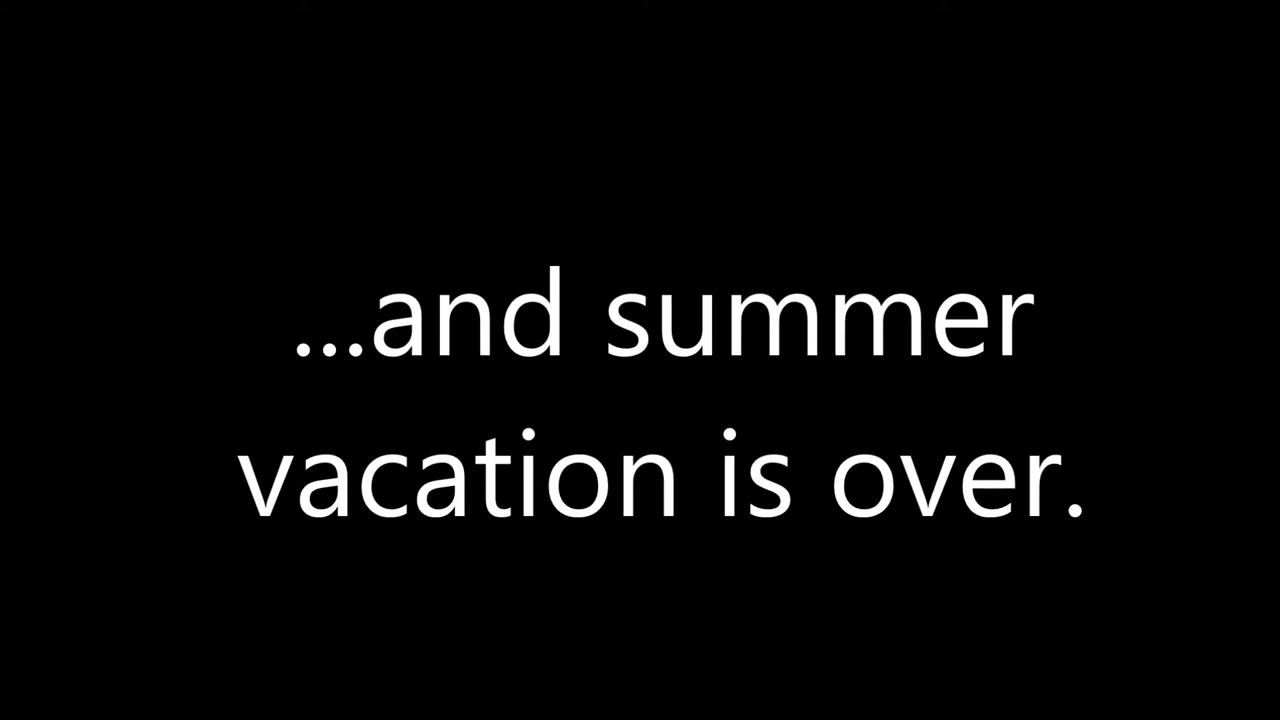 ...and summer
vacation is over.